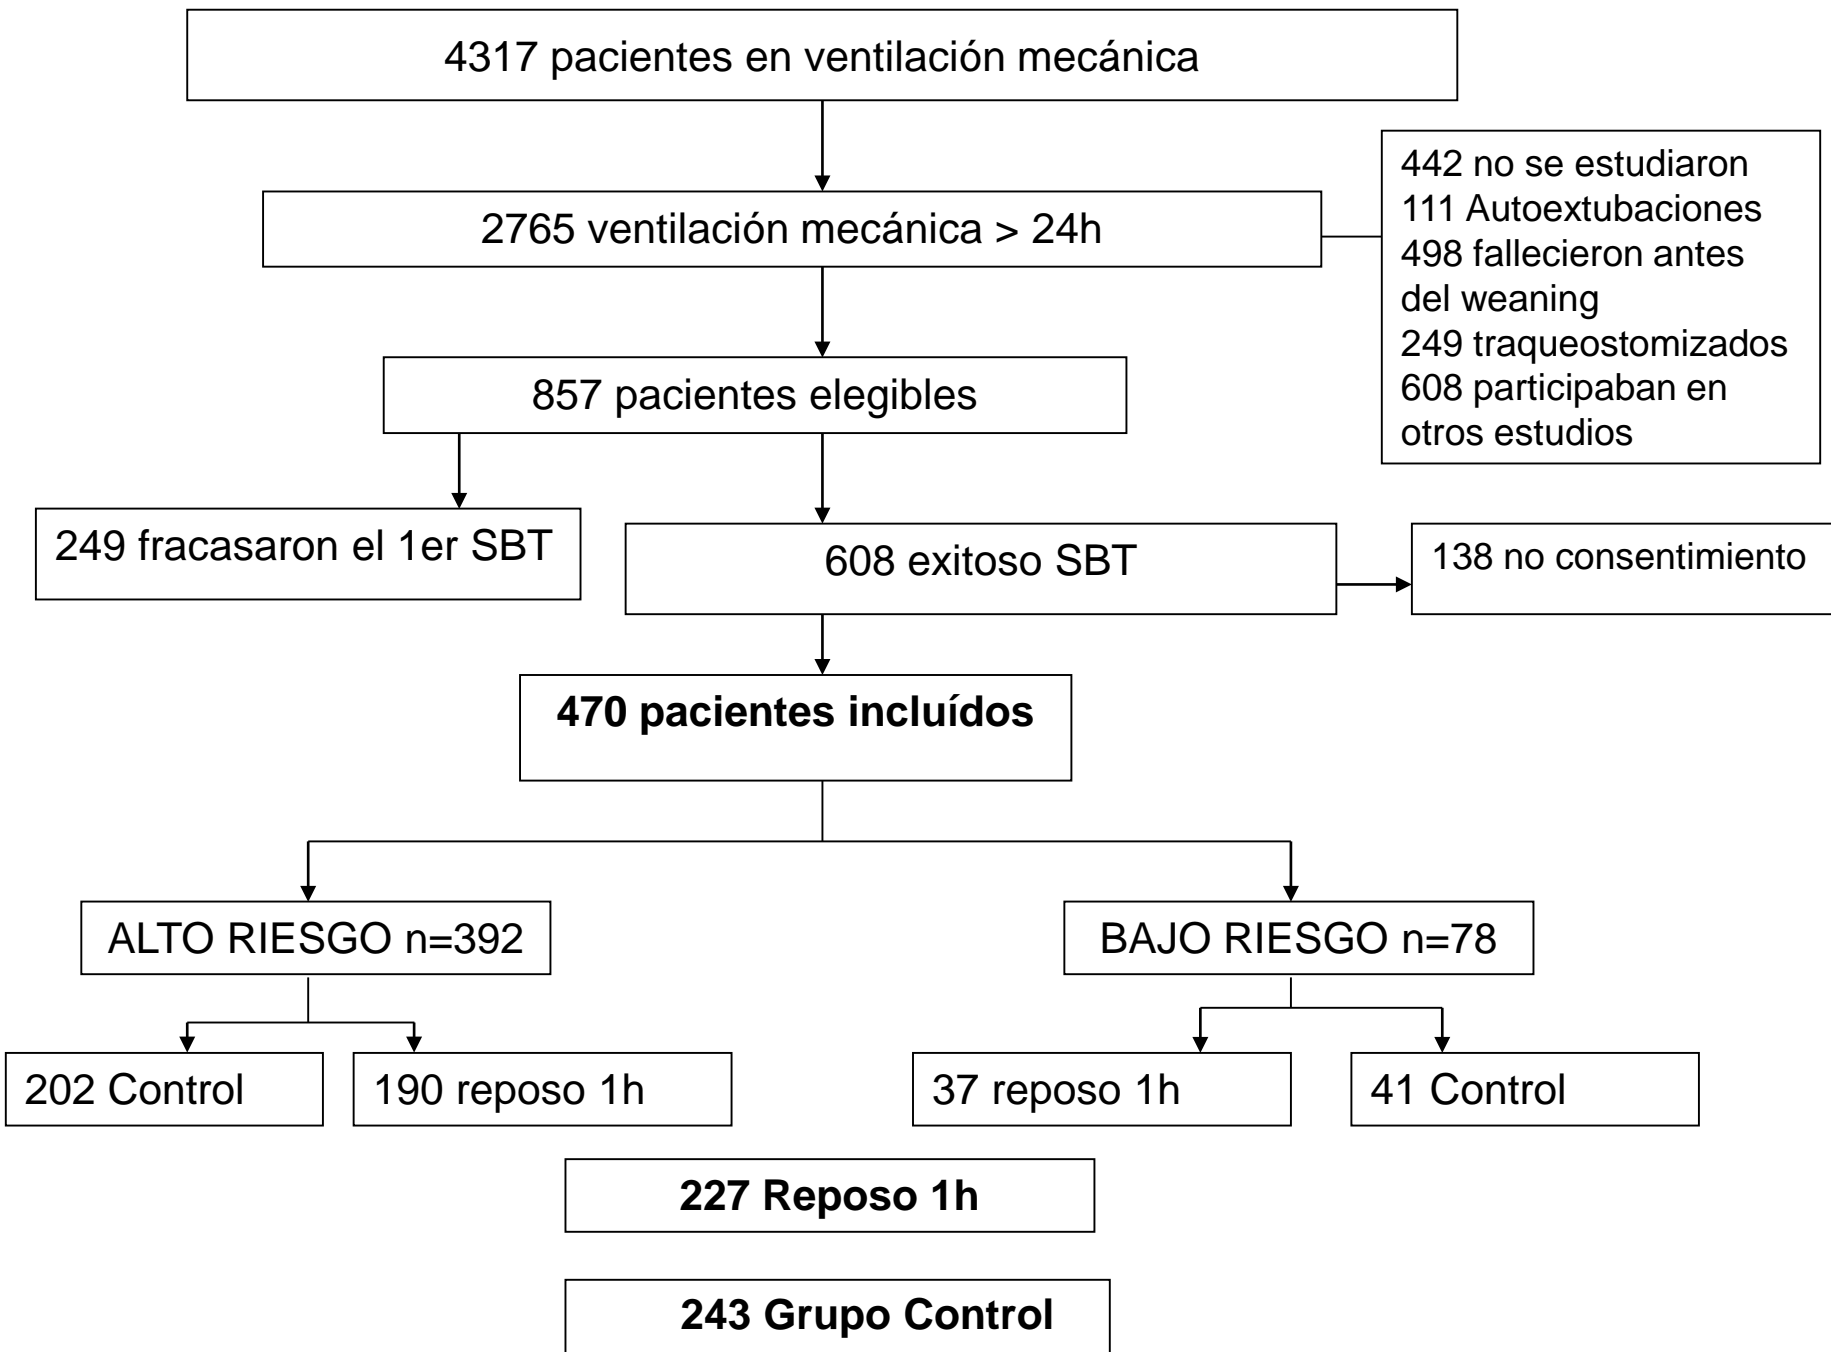 4317 pacientes en ventilación mecánica
2765 ventilación mecánica > 24h
442 no se estudiaron
111 Autoextubaciones
498 fallecieron antes
del weaning
249 traqueostomizados
608 participaban en
otros estudios
857 pacientes elegibles
249 fracasaron el 1er SBT
608 exitoso SBT
138 no consentimiento
470 pacientes incluídos
ALTO RIESGO n=392
BAJO RIESGO n=78
202 Control
190 reposo 1h
37 reposo 1h
41 Control
227 Reposo 1h
243 Grupo Control